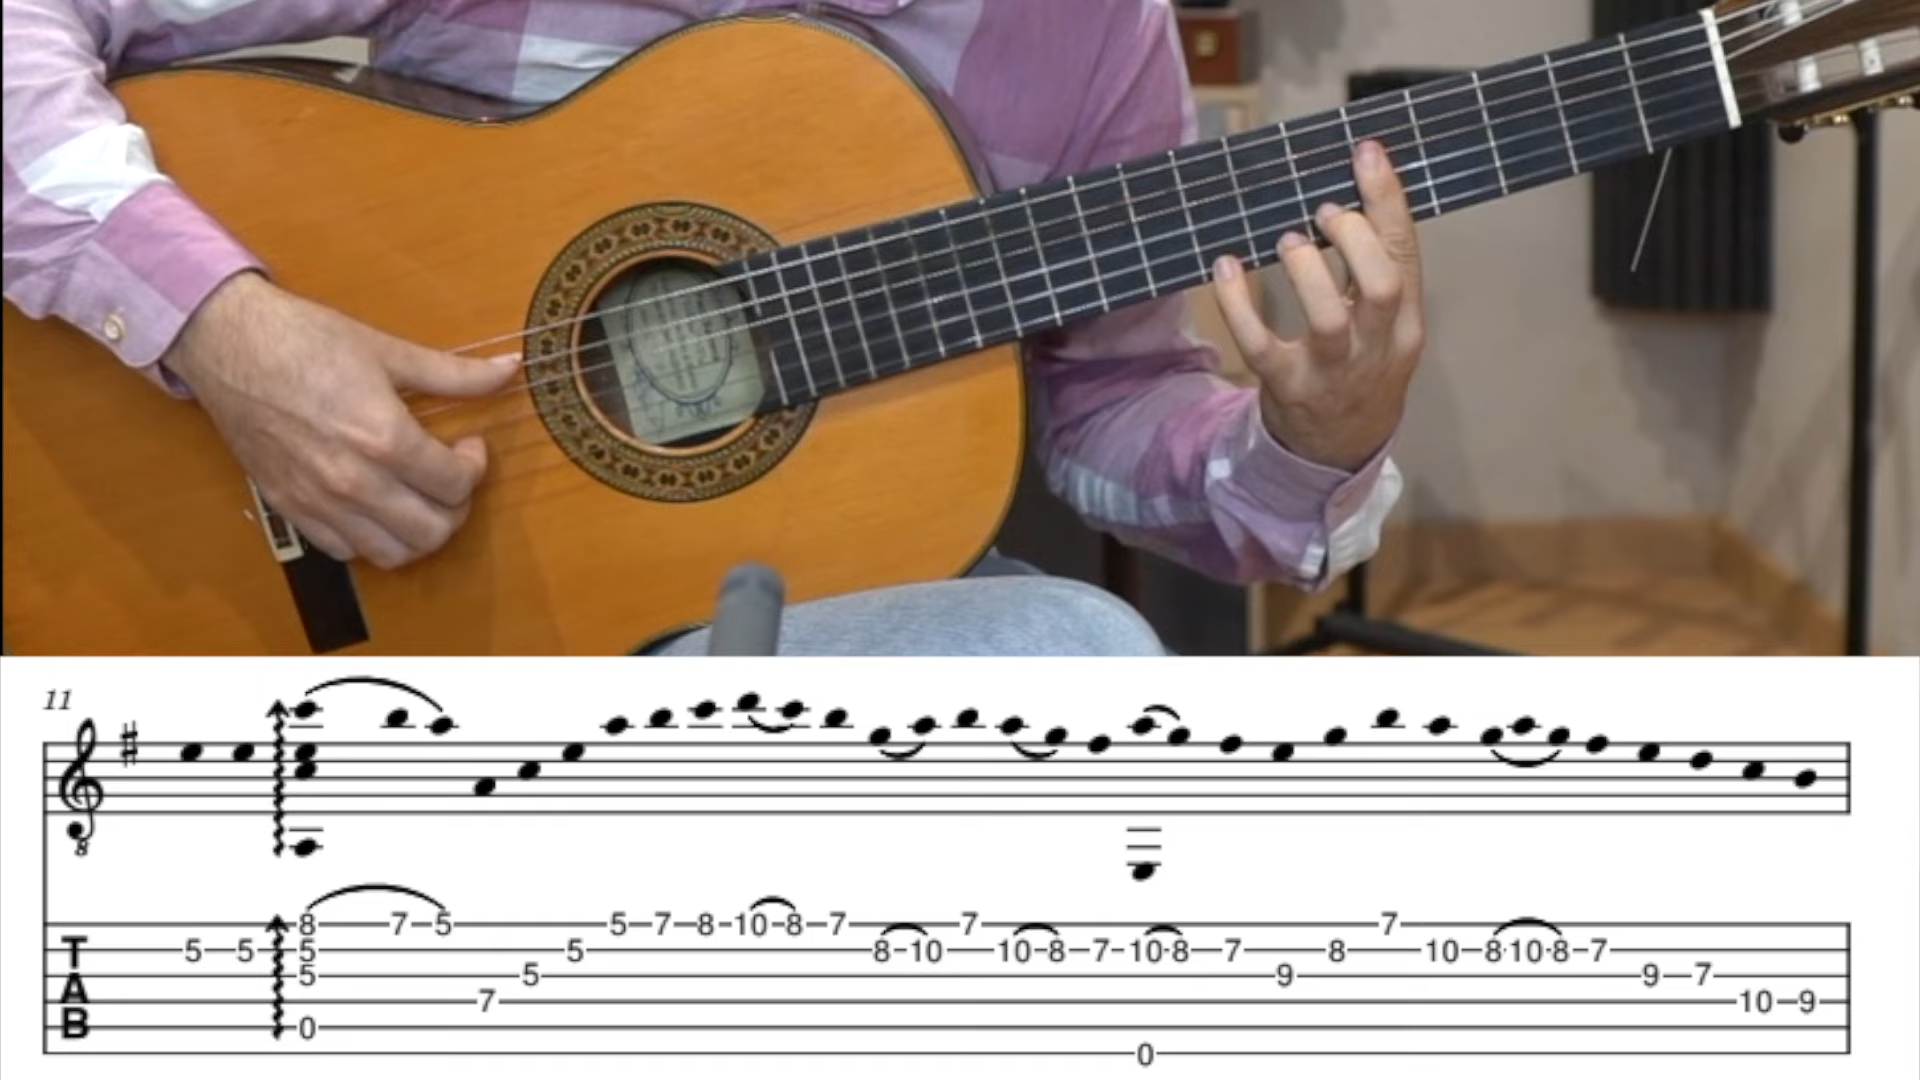 11
8
8 7 5 5 7 8 10 8 7 7 7
T 5 5 5 5 8 10 10 8 7 10 8 7 8 10 8 10 8 7
A 5 5 9 9 7
7 10 9
B 0
0